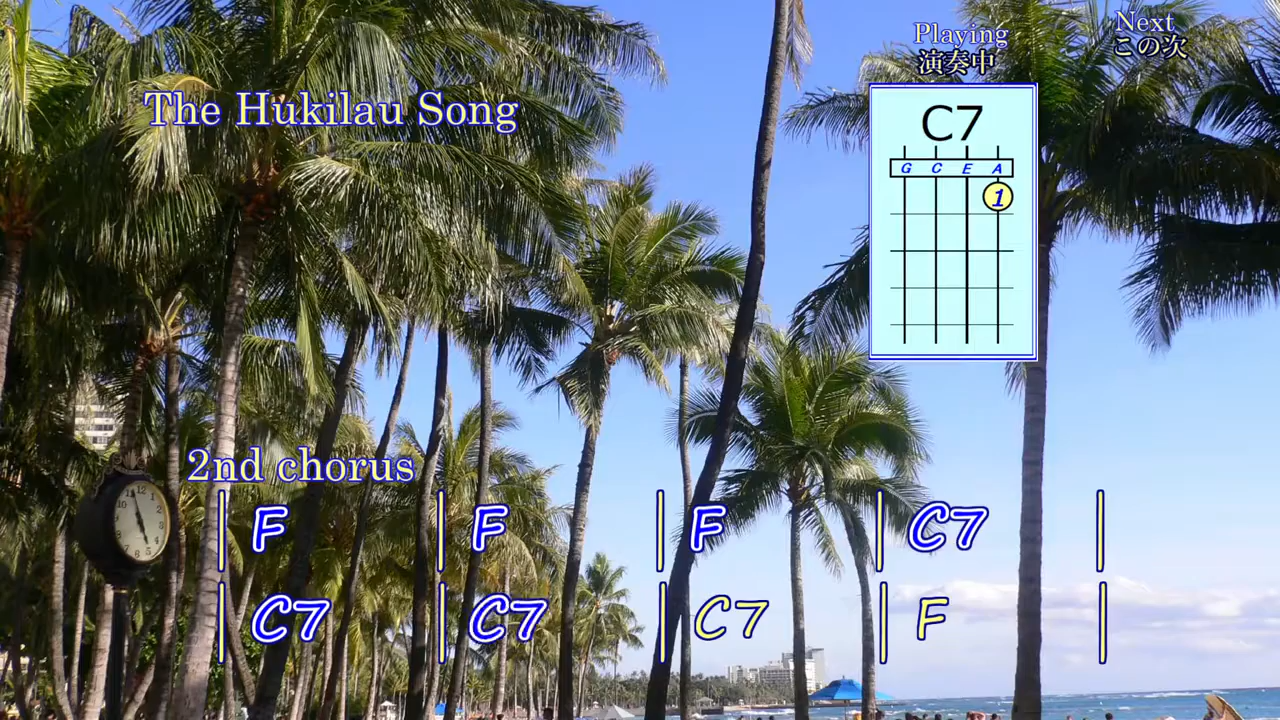 Playing
演奏中
Next
この次
The Hukilau Song
C7
G C E A
1
2nd chorus
F F F C7
C7 C7 C7 F